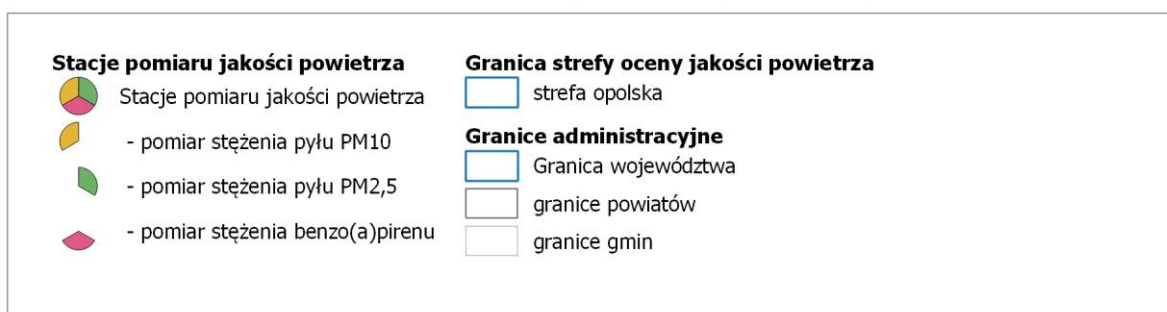 Stacje pomiaru jakości powietrza
Stacje pomiaru jakości powietrza
- pomiar stężenia pyłu PM10
- pomiar stężenia pyłu PM2,5
- pomiar stężenia benzo(a)pirenu
Granica strefy oceny jakości powietrza
strefa opolska
Granice administracyjne
Granica województwa
granice powiatów
granice gmin